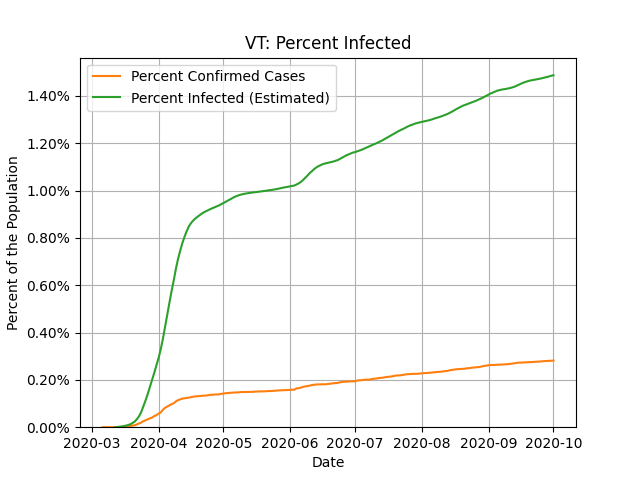 VT: Percent Infected
Percent Confirmed Cases
Percent Infected (Estimated)
Percent of the Population
1.40%
1.20%
1.00%
0.80%
0.60%
0.40%
0.20%
0.00%
2020-03 2020-04 2020-05 2020-06 2020-07 2020-08 2020-09 2020-10
Date